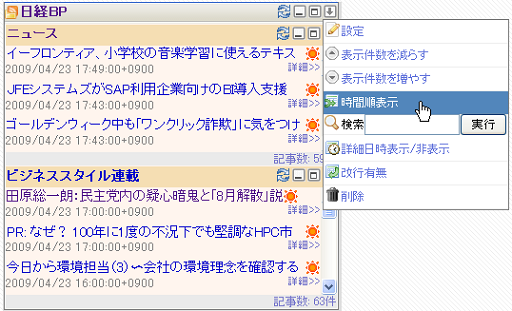 日経BP
ニュース
イーフロンティア、小学校の音楽学習に使えるテキス
2009/04/23 17:49:00+0900
詳細>>
JFEシステムズがSAP利用企業向けのBI導入支援
2009/04/23 17:43:00+0900
詳細>>
ゴールデンウィーク中も「ワンクリック詐欺」に気をつけ
2009/04/23 17:43:00+0900
記事数: 59
ビジネススタイル連載
田原総一朗:民主党内の疑心暗鬼と「8月解散」説
2009/04/23 17:00:00+0900
詳細>>
PR: なぜ? 100年に1度の不況下でも堅調なHPC市
2009/04/23 17:00:00+0900
詳細>>
今日から環境担当(3)～会社の環境理念を確認する
2009/04/23 16:00:00+0900
詳細>>
記事数: 63件
設定
表示件数を減らす
表示件数を増やす
時間順表示
検索
実行
詳細日時表示/非表示
改行有無
削除